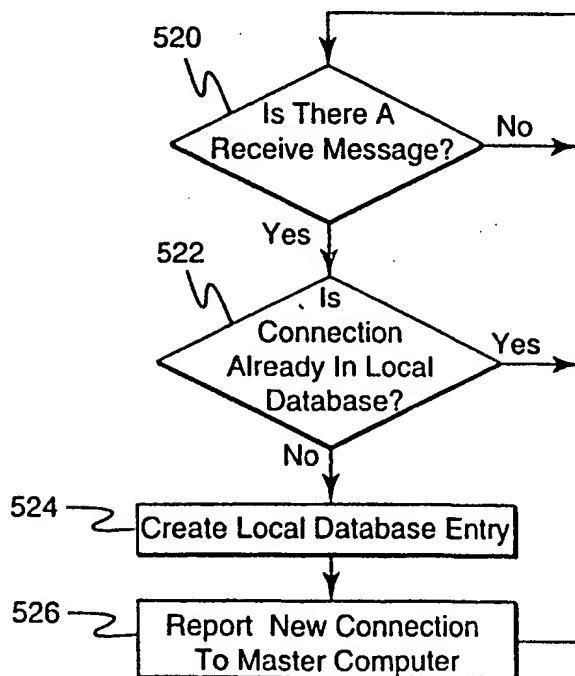 520
Is There A
Receive Message?
No
Yes
522
Is
Connection
Already In Local
Database?
Yes
No
524
Create Local Database Entry
526
Report New Connection
To Master Computer